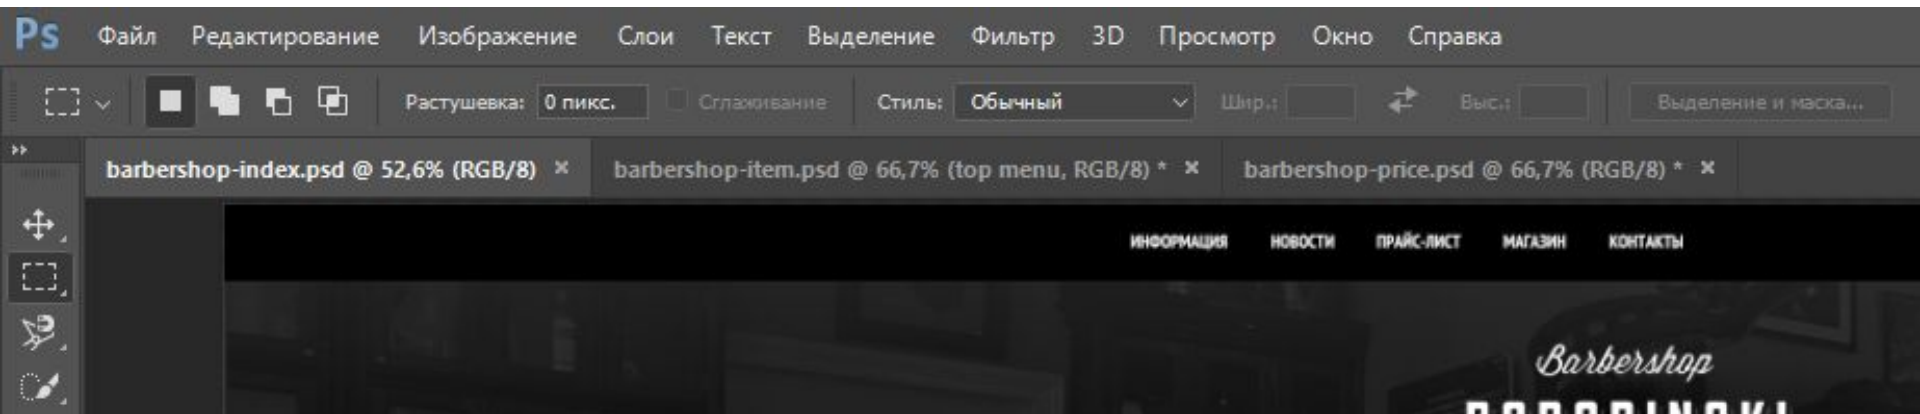 Ps Файл Редактирование Изображение Слои Текст Выделение Фильтр 3D Просмотр Окно Справка
Растушевка: 0 пикс. Сглаживание Стиль: Обычный Шир.: Выс.: Выделение и маска...
barbershop-index.psd @ 52,6% (RGB/8) × barbershop-item.psd @ 66,7% (top menu, RGB/8) * × barbershop-price.psd @ 66,7% (RGB/8) * ×
ИНФОРМАЦИЯ НОВОСТИ ПРАЙС-ЛИСТ МАГАЗИН КОНТАКТЫ
Barbershop